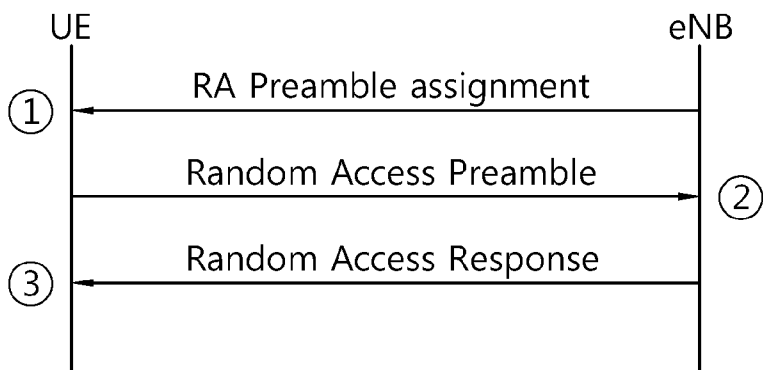 UE eNB
RA Preamble assignment
①
Random Access Preamble
②
Random Access Response
③